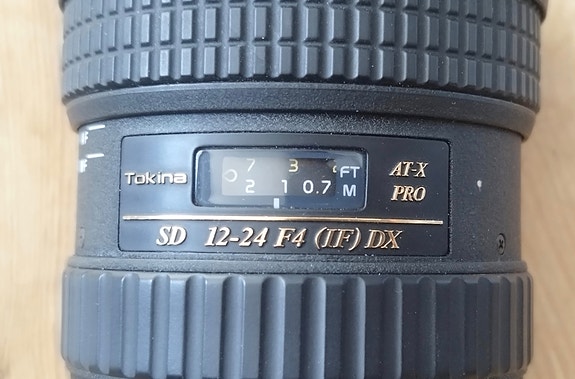 Tokina
7 3 FT
2 1 0.7 M
AT-X
PRO
SD 12-24 F4 (IF) DX